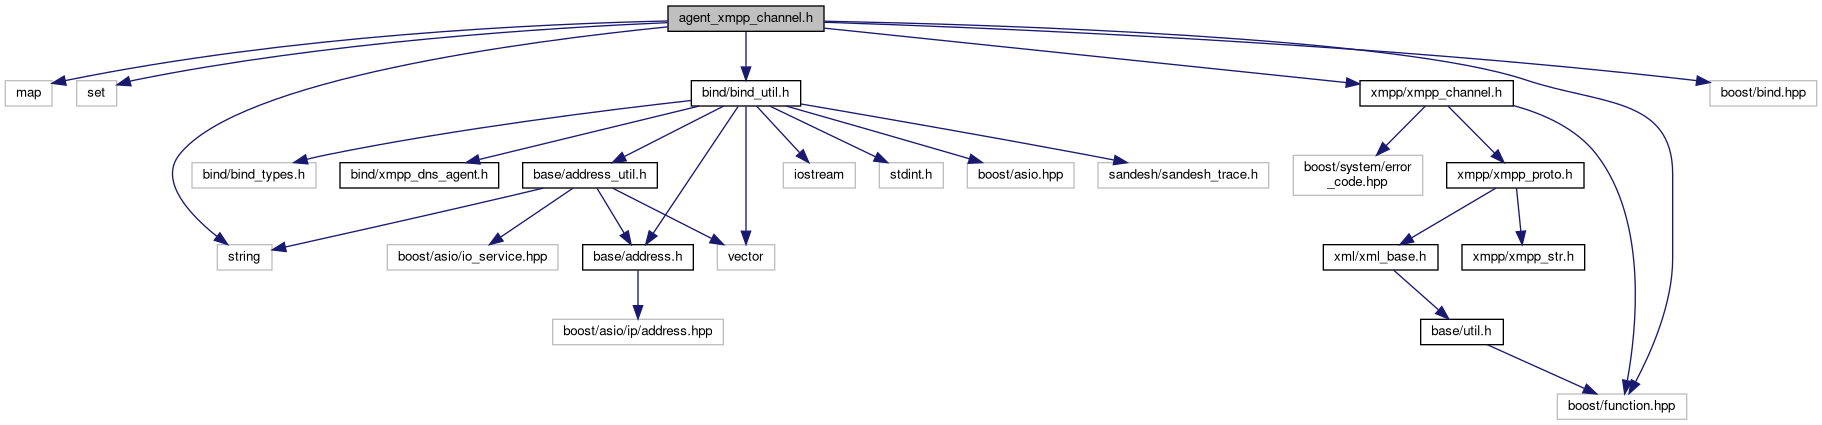 agent_xmpp_channel.h
map
set
bind/bind_util.h
xmpp/xmpp_channel.h
boost/bind.hpp
bind/bind_types.h
bind/xmpp_dns_agent.h
base/address_util.h
iostream
stdint.h
boost/asio.hpp
sandesh/sandesh_trace.h
boost/system/error
_code.hpp
xmpp/xmpp_proto.h
string
boost/asio/io_service.hpp
base/address.h
vector
xml/xml_base.h
xmpp/xmpp_str.h
boost/asio/ip/address.hpp
base/util.h
boost/function.hpp